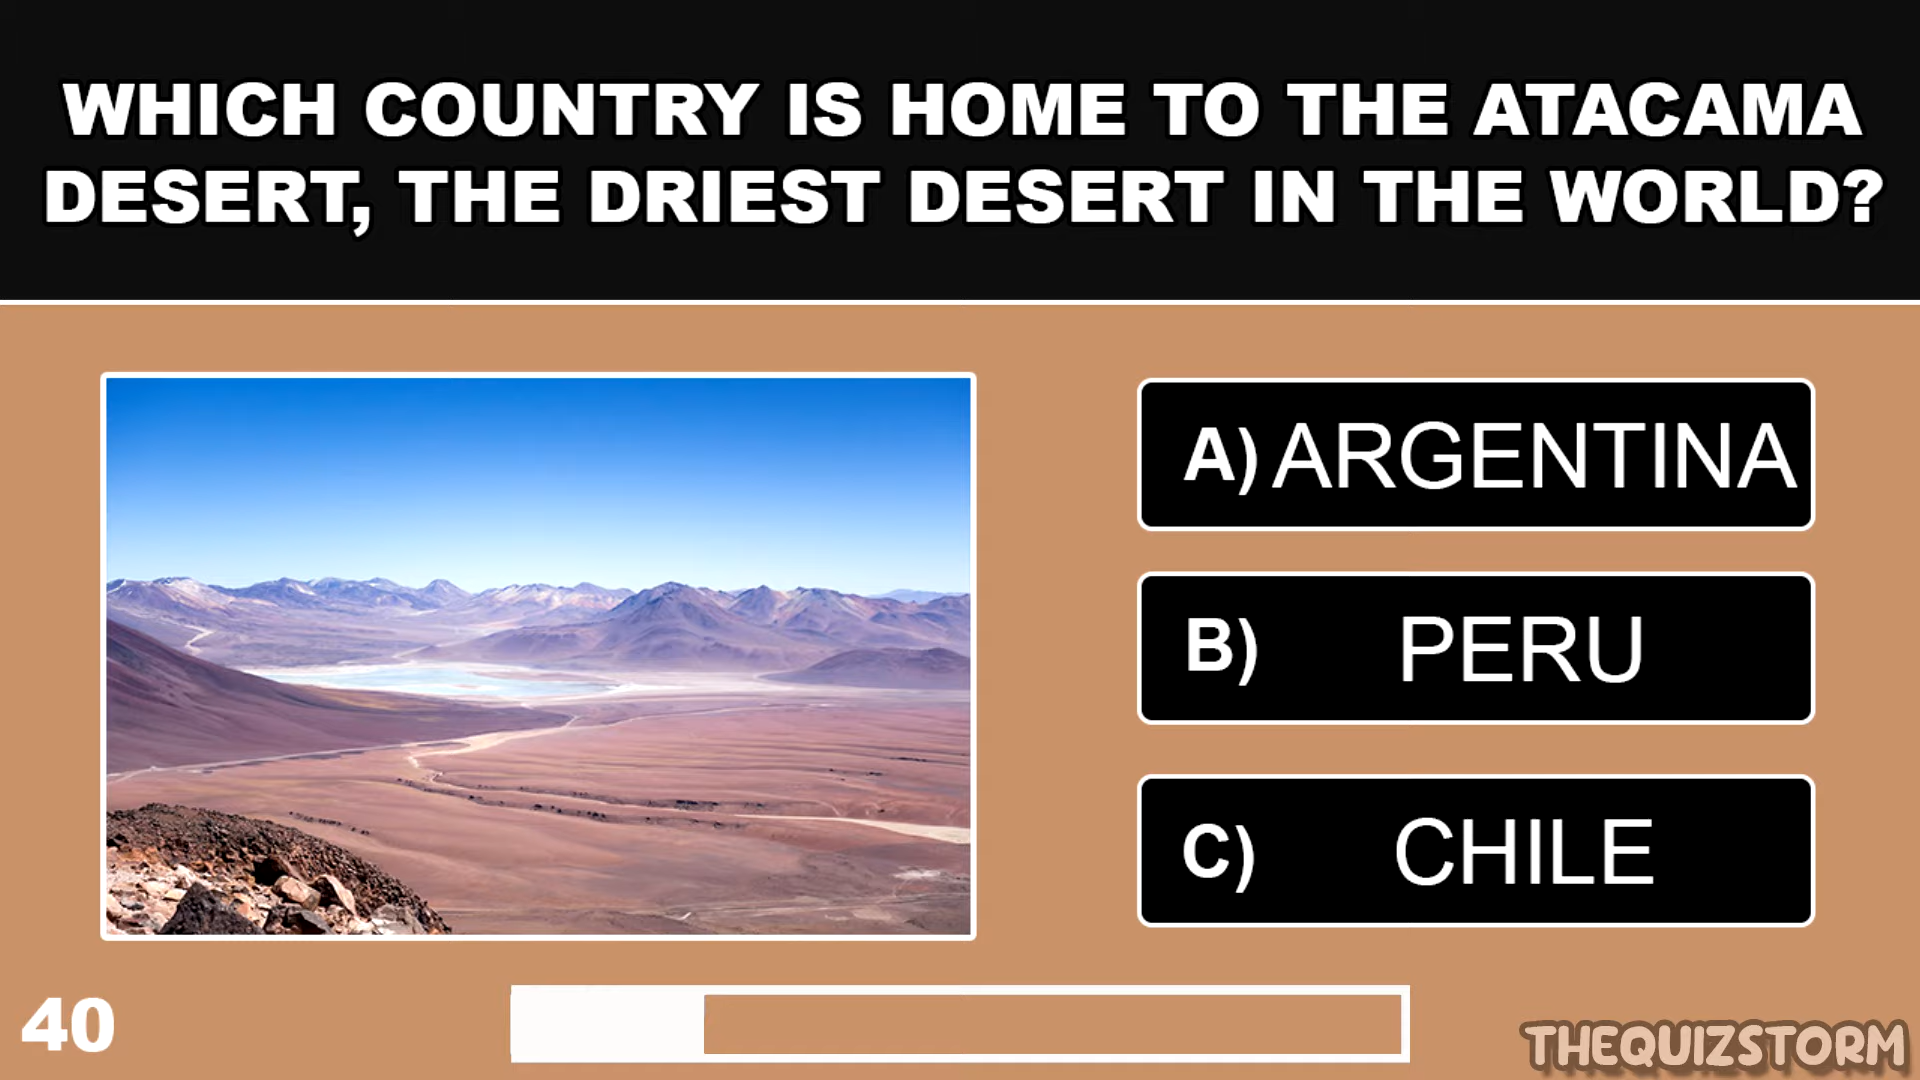 WHICH COUNTRY IS HOME TO THE ATACAMA
DESERT, THE DRIEST DESERT IN THE WORLD?
A) ARGENTINA
B) PERU
C) CHILE
40
THEQUIZSTORM